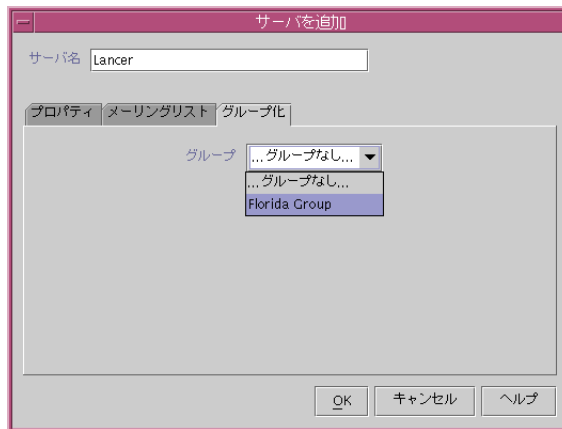 サーバを追加
サーバ名 Lancer
プロパティ メーリングリスト グループ化
グループ ...グループなし...
...グループなし...
Florida Group
OK キャンセル ヘルプ